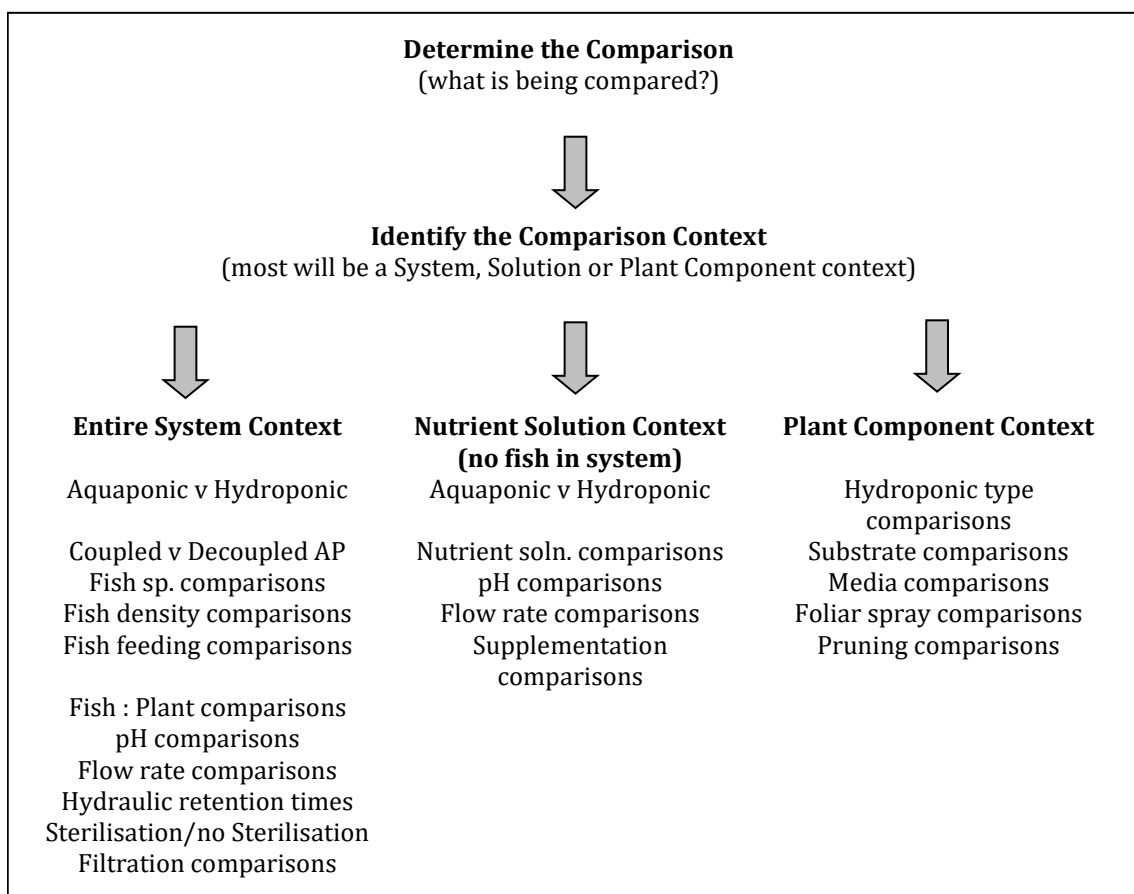 Determine the Comparison
(what is being compared?)
Identify the Comparison Context
(most will be a System, Solution or Plant Component context)
Entire System Context
Aquaponic v Hydroponic
Coupled v Decoupled AP
Fish sp. comparisons
Fish density comparisons
Fish feeding comparisons
Fish : Plant comparisons
pH comparisons
Flow rate comparisons
Hydraulic retention times
Sterilisation/no Sterilisation
Filtration comparisons
Nutrient Solution Context
(no fish in system)
Aquaponic v Hydroponic
Nutrient soln. comparisons
pH comparisons
Flow rate comparisons
Supplementation
comparisons
Plant Component Context
Hydroponic type
comparisons
Substrate comparisons
Media comparisons
Foliar spray comparisons
Pruning comparisons